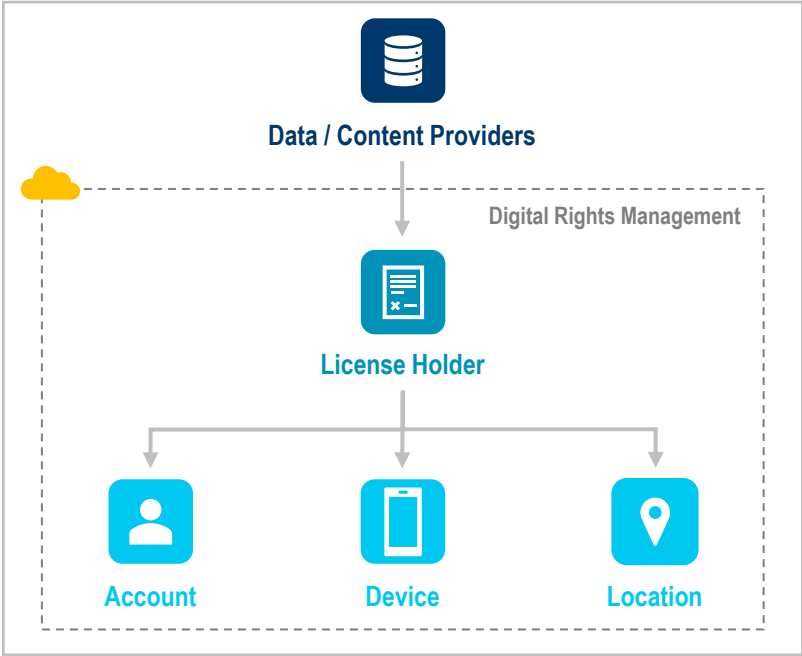 Data / Content Providers
Digital Rights Management
License Holder
Account
Device
Location